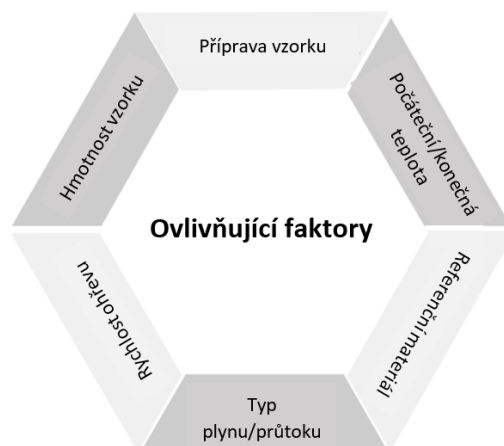 Příprava vzorku
Počáteční/konečná
teplota
Referenční materiál
Typ
plynu/průtoku
Rychlost ohřevu
Hmotnost vzorku
Ovlivňující faktory